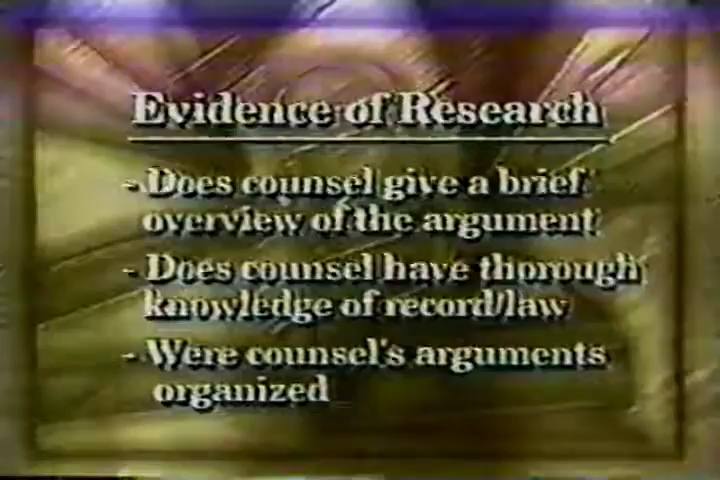 Evidence of Research
- Does counsel give a brief
overview of the argument
- Does counsel have thorough
knowledge of record/law
- Were counsel's arguments
organized